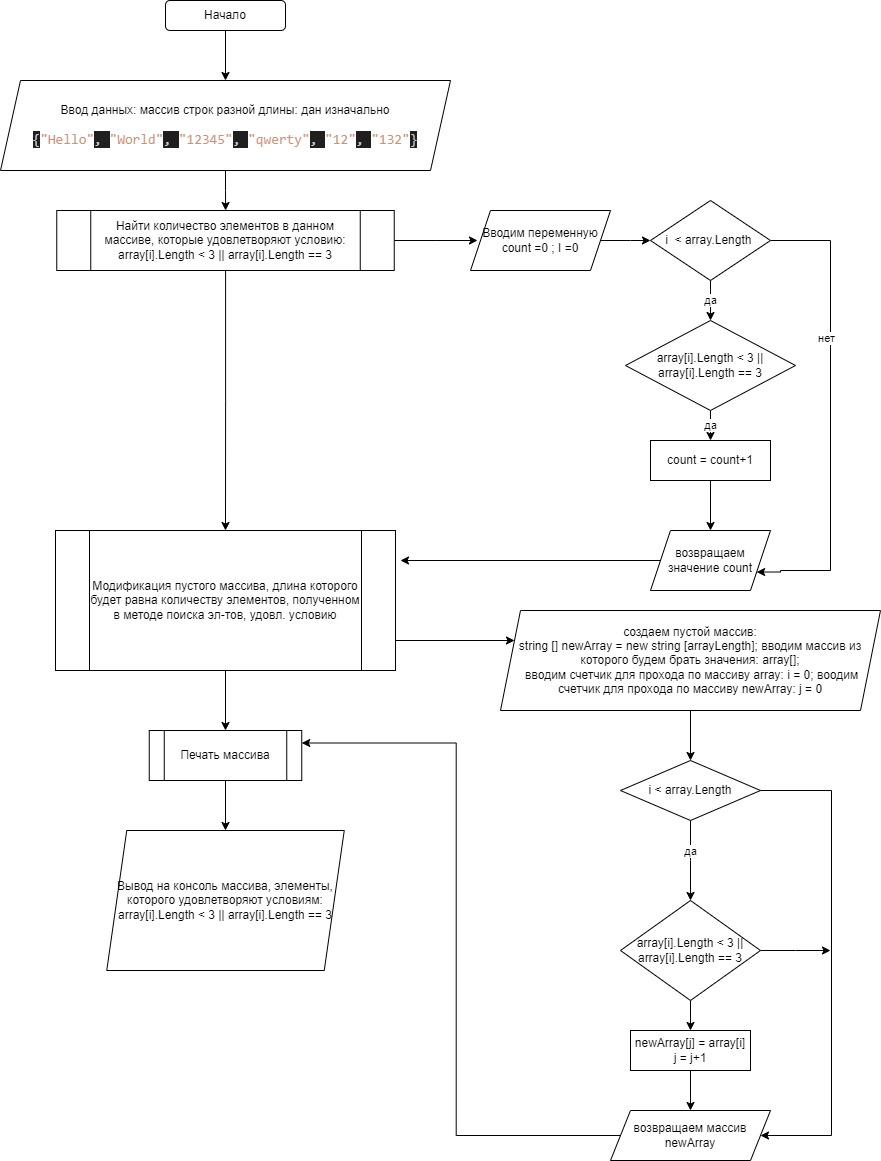 Начало
Ввод данных: массив строк разной длины: дан изначально
{"Hello", "World", "12345", "qwerty", "12", "132"}
Найти количество элементов в данном
массиве, которые удовлетворяют условию:
array[i].Length < 3 || array[i].Length == 3
Вводим переменную
count =0 ; I =0
i < array.Length
да
нет
array[i].Length < 3 ||
array[i].Length == 3
да
count = count+1
возвращаем
значение count
Модификация пустого массива, длина которого
будет равна количеству элементов, полученном
в методе поиска эл-тов, удовл. условию
создаем пустой массив:
string [] newArray = new string [arrayLength]; вводим массив из
которого будем брать значения: array[];
вводим счетчик для прохода по массиву array: i = 0; воодим
счетчик для прохода по массиву newArray: j = 0
Печать массива
i < array.Length
да
Вывод на консоль массива, элементы,
которого удовлетворяют условиям:
array[i].Length < 3 || array[i].Length == 3
array[i].Length < 3 ||
array[i].Length == 3
newArray[j] = array[i]
j = j+1
возвращаем массив
newArray